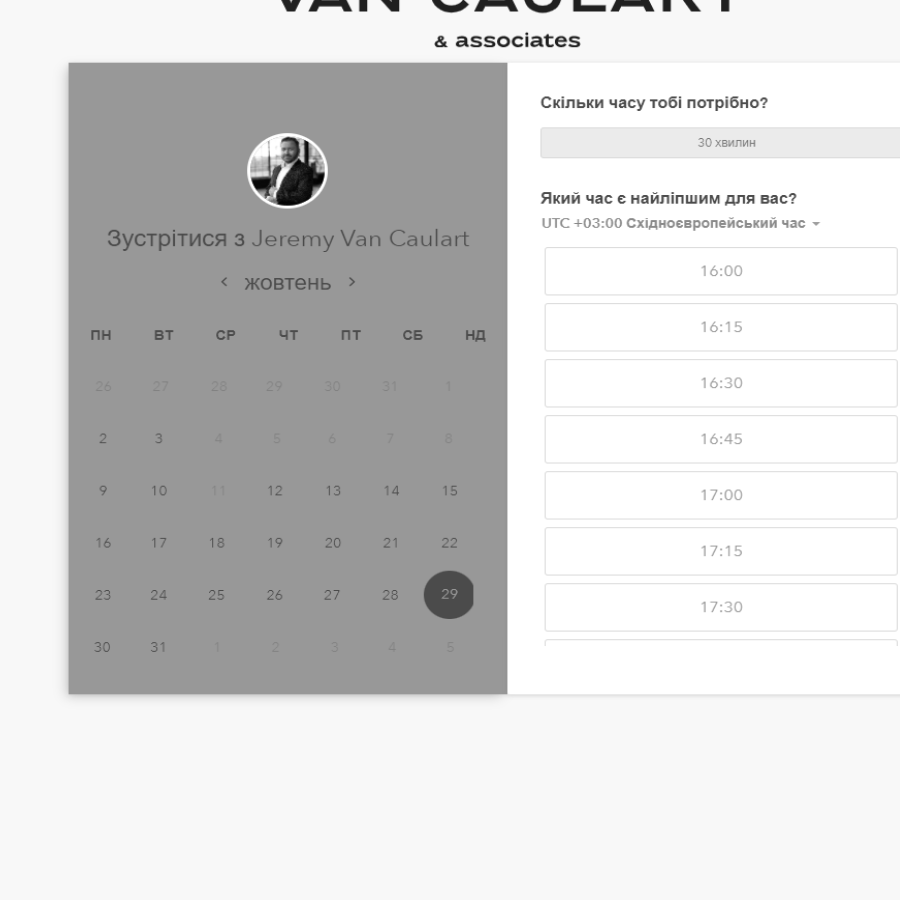 VAN CAULART
& associates
Зустрітися з Jeremy Van Caulart
жовтень
ПН ВТ СР ЧТ ПТ СБ НД
26 27 28 29 30 31 1
2 3 4 5 6 7 8
9 10 11 12 13 14 15
16 17 18 19 20 21 22
23 24 25 26 27 28 29
30 31 1 2 3 4 5
Скільки часу тобі потрібно?
30 хвилин
Який час є найліпшим для вас?
UTC +03:00 Східноєвропейський час
16:00
16:15
16:30
16:45
17:00
17:15
17:30